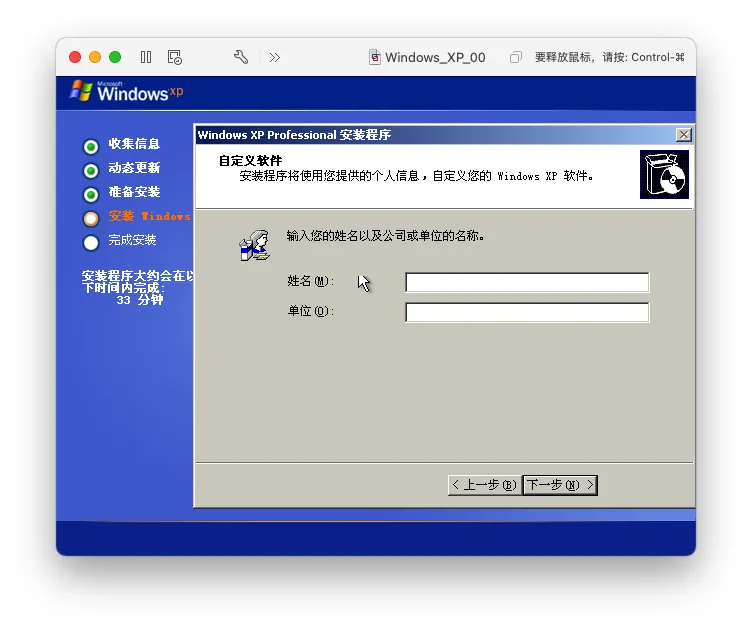 Windows_XP_00
要释放鼠标，请按: Control-⌘
Microsoft
Windows xp
收集信息
动态更新
准备安装
安装 Windows
完成安装
安装程序大约会在以
下时间内完成:
33 分钟
Windows XP Professional 安装程序
自定义软件
安装程序将使用您提供的个人信息，自定义您的 Windows XP 软件。
输入您的姓名以及公司或单位的名称。
姓名(M):
单位(O):
< 上一步(B)
下一步(N) >